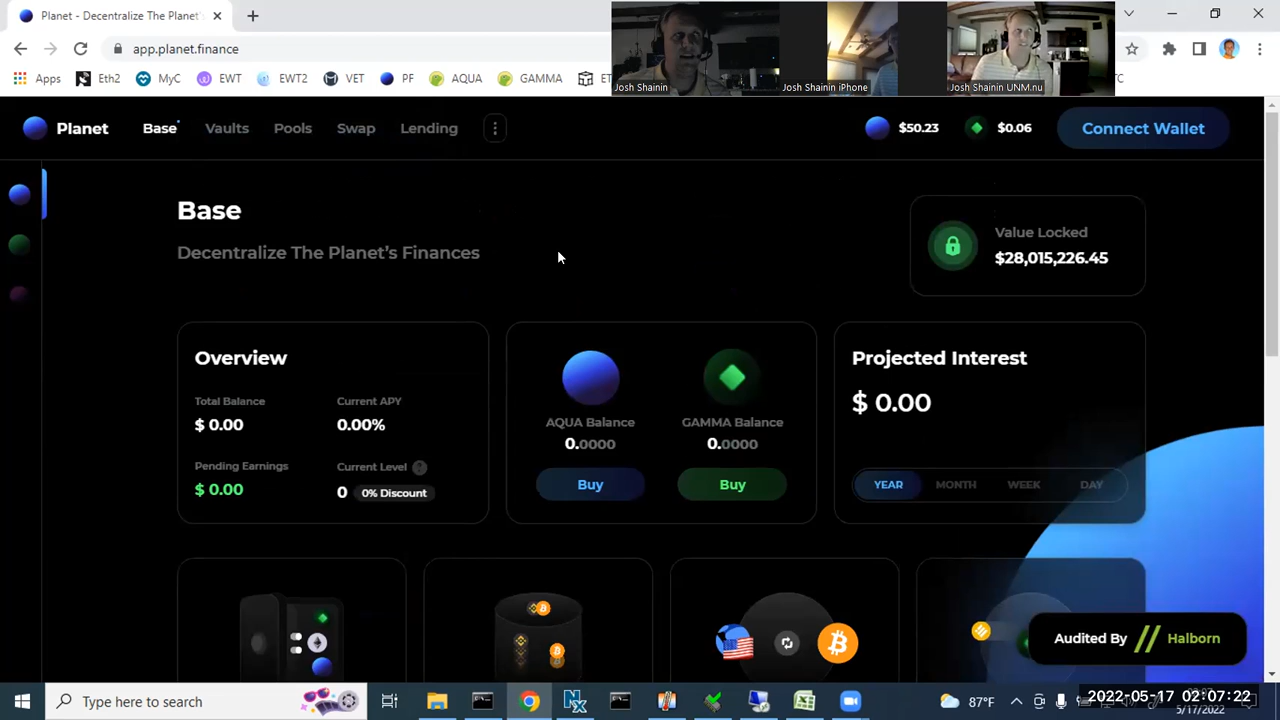 Planet - Decentralize The Planet'
app.planet.finance
Apps
Eth2
MyC
EWT
EWT2
VET
PF
AQUA
GAMMA
ET
Josh Shainin
Josh Shainin iPhone
Josh Shainin UNM.nu
TC
Planet
Base
Vaults
Pools
Swap
Lending
$50.23
$0.06
Connect Wallet
Base
Decentralize The Planet's Finances
Value Locked
$28,015,226.45
Overview
Total Balance
Current APY
$ 0.00
0.00%
Pending Earnings
Current Level ?
$ 0.00
0 0% Discount
AQUA Balance
GAMMA Balance
0.0000
0.0000
Buy
Buy
Projected Interest
$ 0.00
YEAR
MONTH
WEEK
DAY
Audited By // Halborn
Type here to search
87°F
2022-05-17 02:07:22
5/17/2022